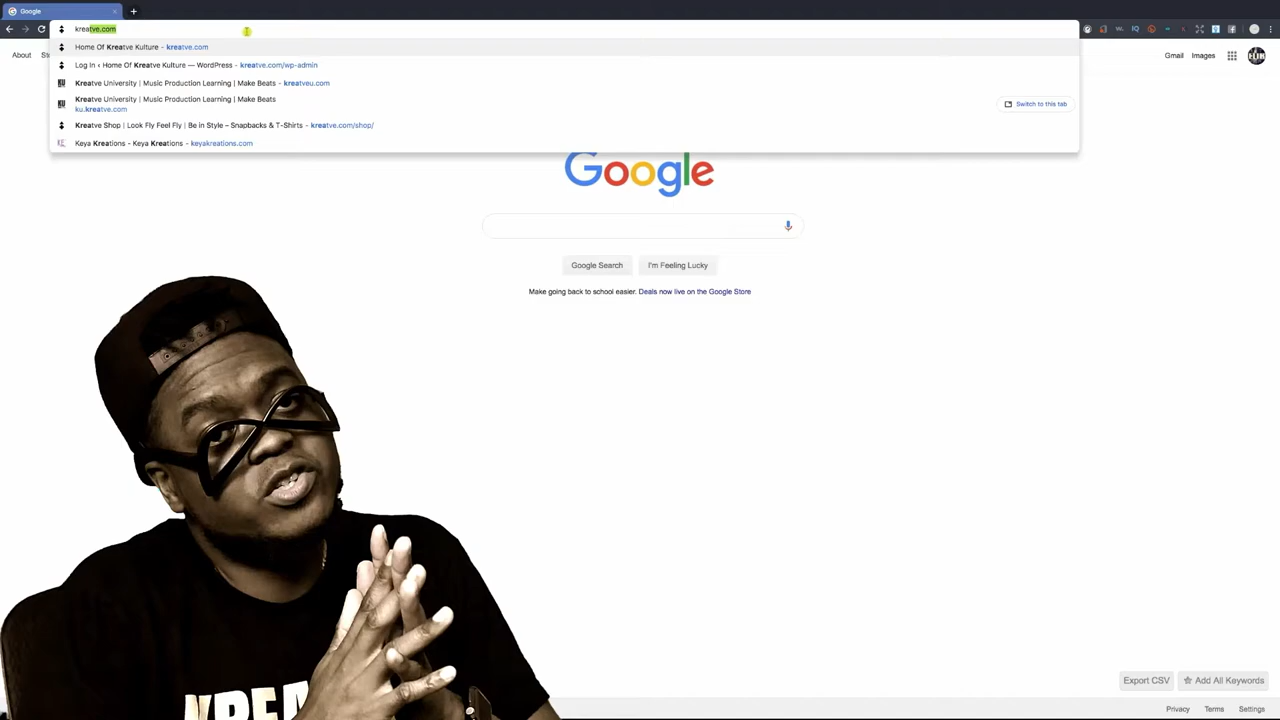 Google
kreatve.com
Home Of Kreatve Kulture - kreatve.com
Log In ‹ Home Of Kreatve Kulture — WordPress - kreatve.com/wp-admin
Kreatve University | Music Production Learning | Make Beats - kreatveu.com
Kreatve University | Music Production Learning | Make Beats
ku.kreatve.com
Switch to this tab
Kreatve Shop | Look Fly Feel Fly | Be in Style – Snapbacks & T-Shirts - kreatve.com/shop/
Keya Kreations - Keya Kreations - keyakreations.com
About
Gmail Images
Google
Google Search I'm Feeling Lucky
Make going back to school easier. Deals now live on the Google Store
KREA
Export CSV Add All Keywords
Privacy Terms Settings